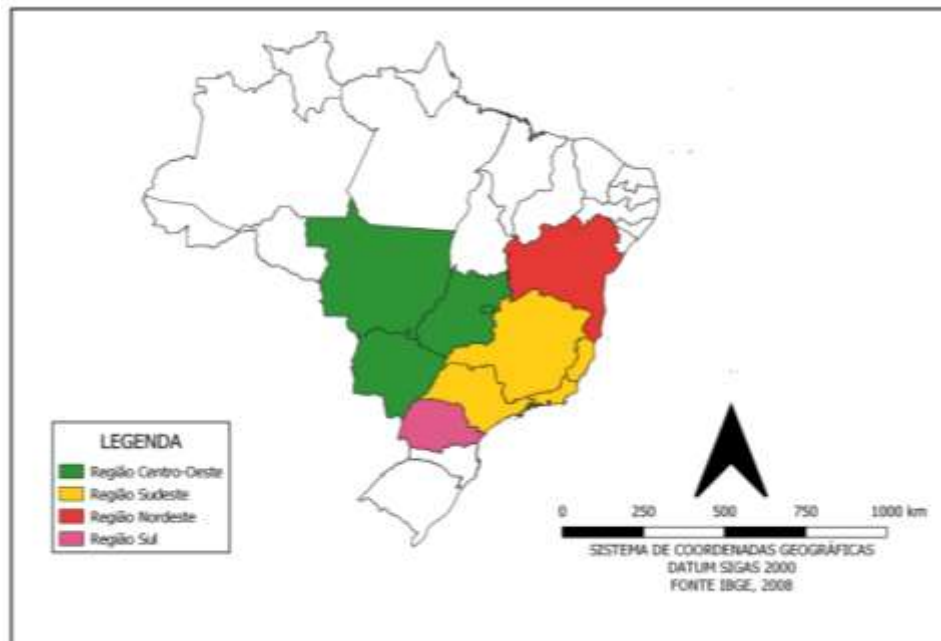 LEGENDA
Região Centro-Oeste
Região Sudeste
Região Nordeste
Região Sul
0 250 500 750 1000 km
SISTEMA DE COORDENADAS GEOGRÁFICAS
DATUM SIGAS 2000
FONTE IBGE, 2008